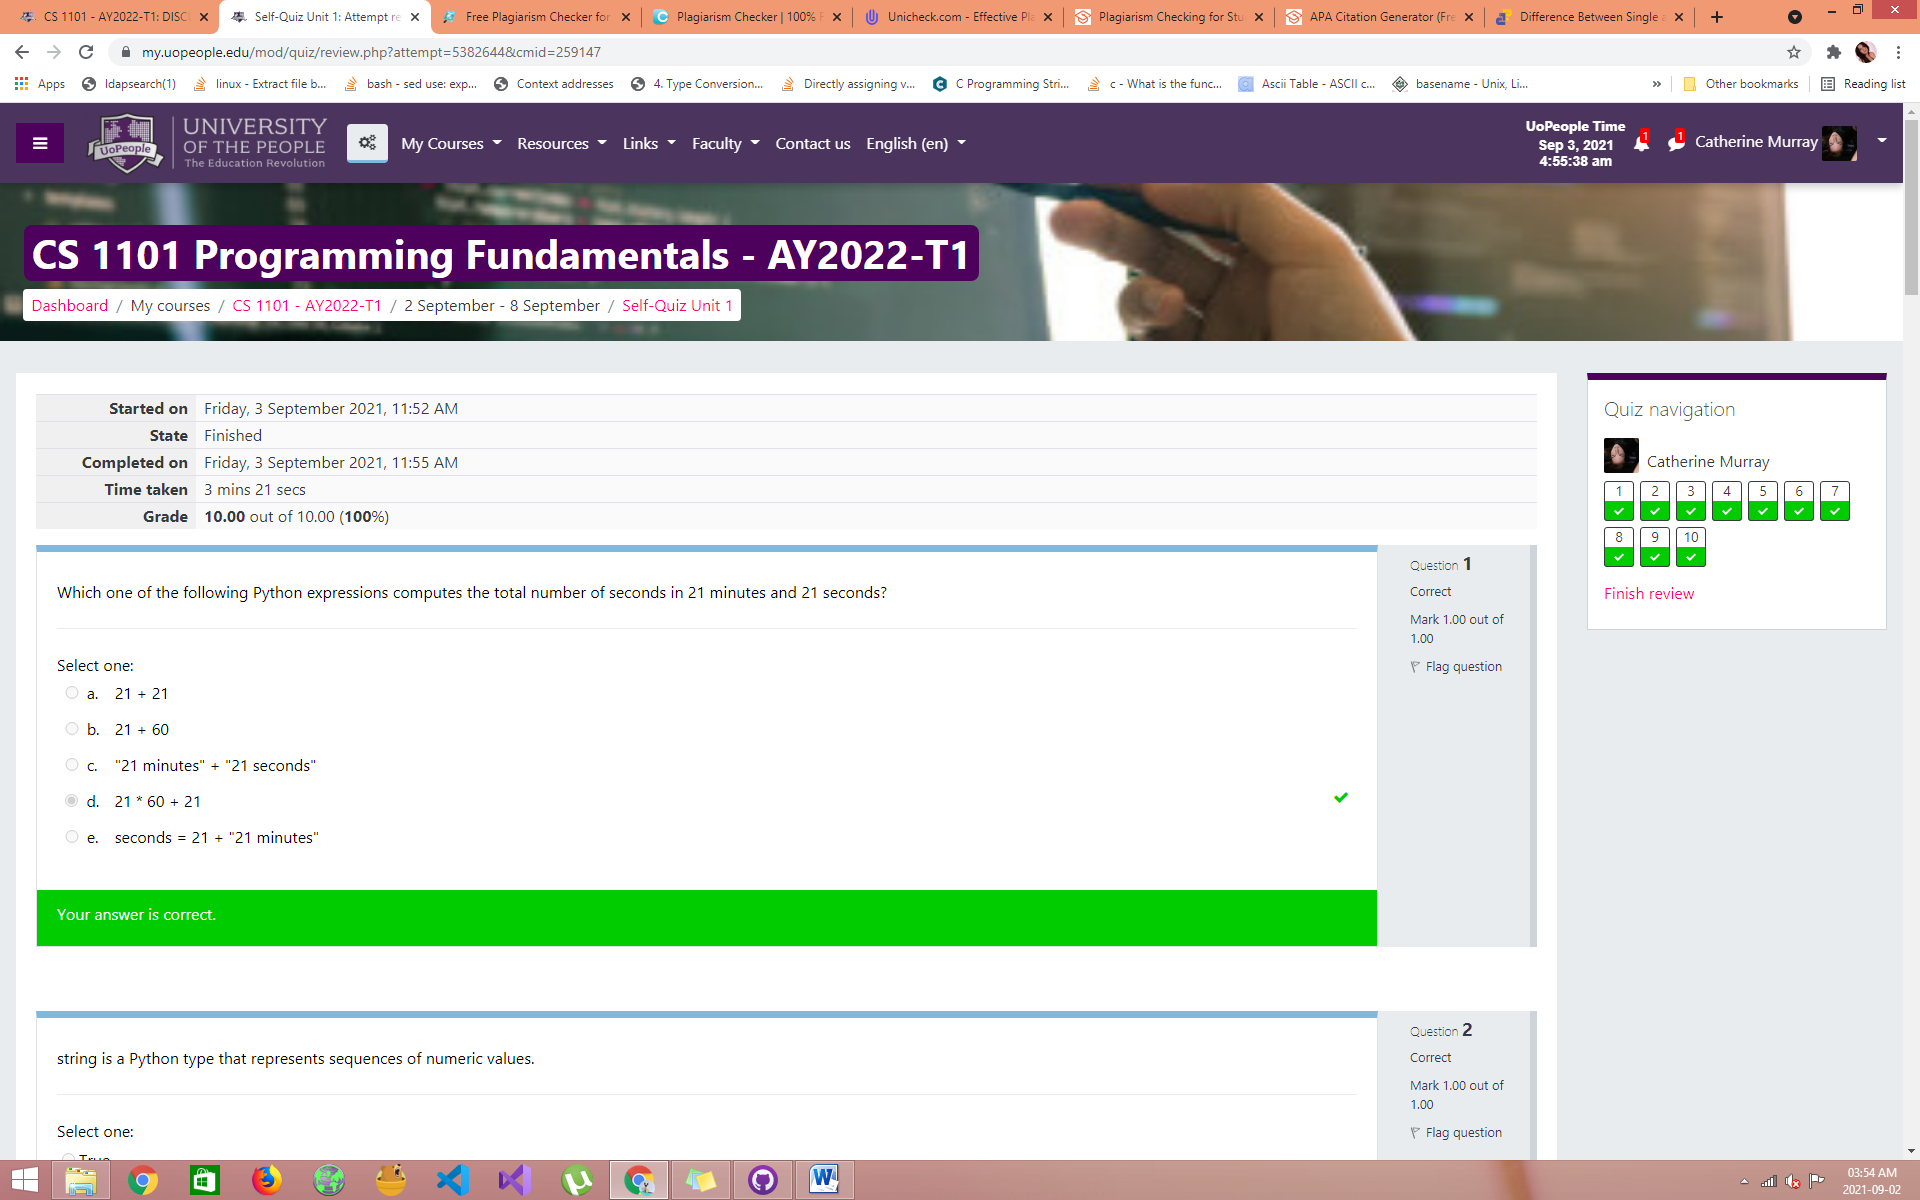 CS 1101 - AY2022-T1: DISC
Self-Quiz Unit 1: Attempt re
Free Plagiarism Checker for
Plagiarism Checker | 100% F
Unicheck.com - Effective Pla
Plagiarism Checking for Stu
APA Citation Generator (Fre
Difference Between Single a
my.uopeople.edu/mod/quiz/review.php?attempt=5382644&cmid=259147
Apps
ldapsearch(1)
linux - Extract file b...
bash - sed use: exp...
Context addresses
4. Type Conversion...
Directly assigning v...
C Programming Stri...
c - What is the func...
Ascii Table - ASCII c...
basename - Unix, Li...
»
Other bookmarks
Reading list
UoPeople
UNIVERSITY
OF THE PEOPLE
The Education Revolution
My Courses
Resources
Links
Faculty
Contact us
English (en)
UoPeople Time
Sep 3, 2021
4:55:38 am
1
1
Catherine Murray
CS 1101 Programming Fundamentals - AY2022-T1
Dashboard / My courses / CS 1101 - AY2022-T1 / 2 September - 8 September / Self-Quiz Unit 1
Started on Friday, 3 September 2021, 11:52 AM
State Finished
Completed on Friday, 3 September 2021, 11:55 AM
Time taken 3 mins 21 secs
Grade 10.00 out of 10.00 (100%)
Quiz navigation
Catherine Murray
1 2 3 4 5 6 7
8 9 10
Finish review
Question 1
Correct
Mark 1.00 out of
1.00
Flag question
Which one of the following Python expressions computes the total number of seconds in 21 minutes and 21 seconds?
Select one:
a. 21 + 21
b. 21 + 60
c. "21 minutes" + "21 seconds"
d. 21 * 60 + 21
e. seconds = 21 + "21 minutes"
Your answer is correct.
Question 2
Correct
Mark 1.00 out of
1.00
Flag question
string is a Python type that represents sequences of numeric values.
Select one:
True
03:54 AM
2021-09-02